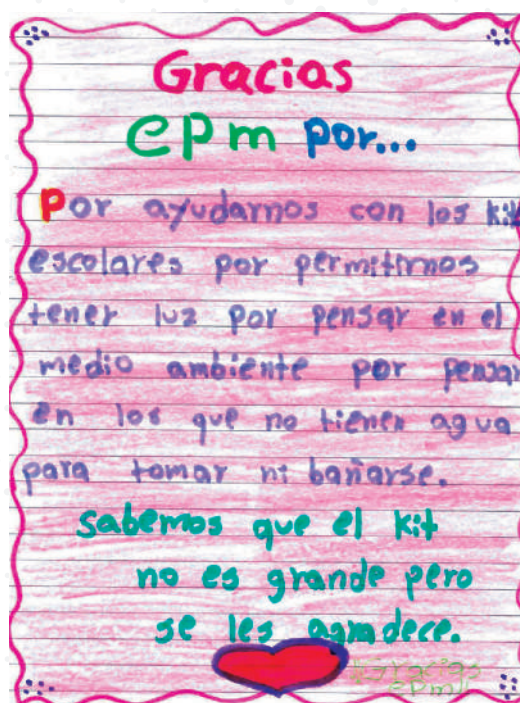 Gracias
epm por...
Por ayudarnos con los kit
escolares por permitirnos
tener luz por pensar en el
medio ambiente por pensar
en los que no tienen agua
para tomar ni bañarse.
sabemos que el kit
no es grande pero
se les agradece.
Gracias
epm